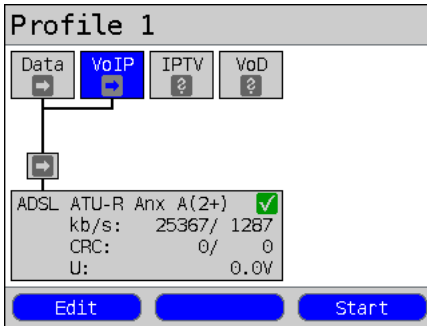 Profile 1
Data VoIP IPTV VoD
? ?
ADSL ATU-R Anx A(2+)
kb/s: 25367/ 1287
CRC: 0/ 0
U: 0.0V
Edit Start